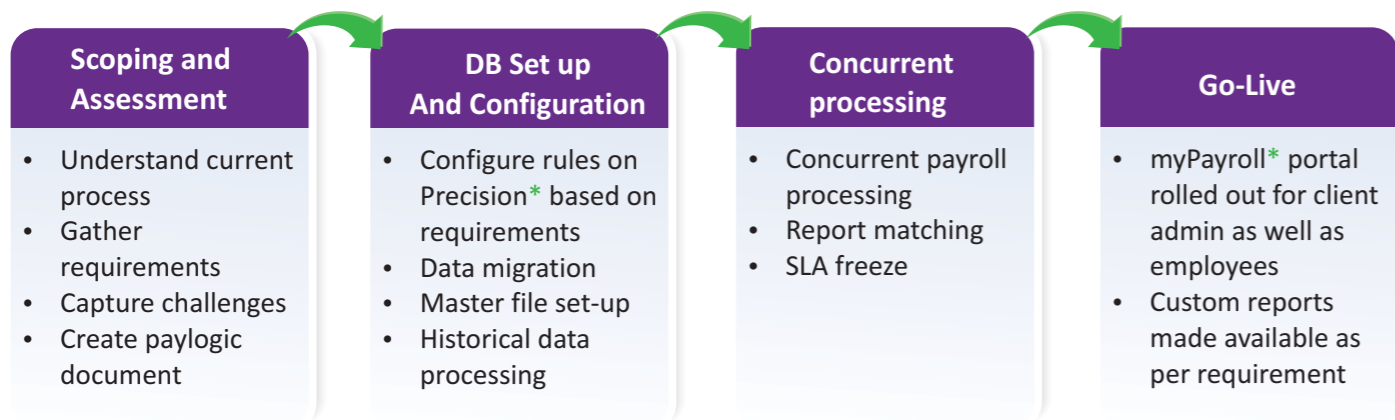 Scoping and
Assessment
• Understand current
process
• Gather
requirements
• Capture challenges
• Create paylogic
document
DB Set up
And Configuration
• Configure rules on
Precision* based on
requirements
• Data migration
• Master file set-up
• Historical data
processing
Concurrent
processing
• Concurrent payroll
processing
• Report matching
• SLA freeze
Go-Live
• myPayroll* portal
rolled out for client
admin as well as
employees
• Custom reports
made available as
per requirement